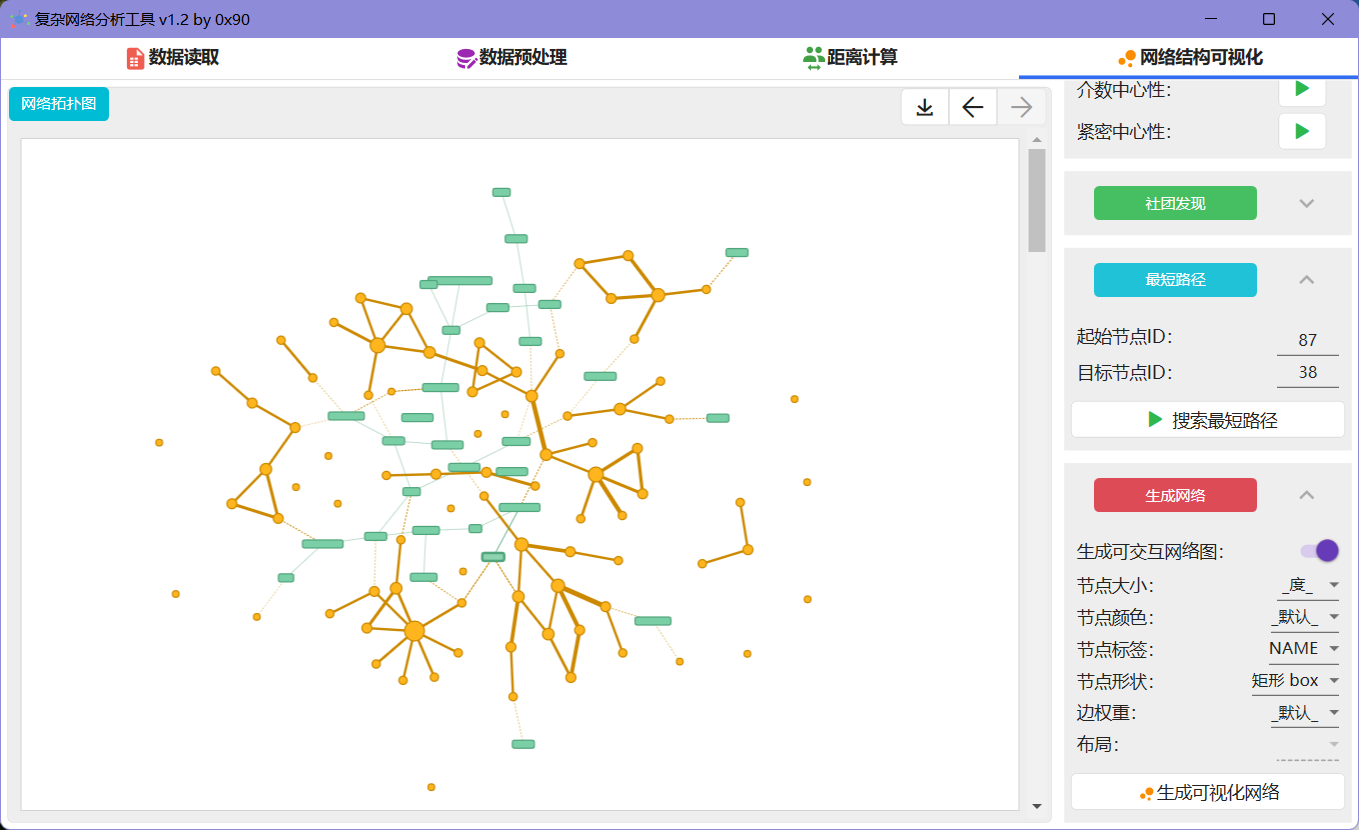 复杂网络分析工具 v1.2 by 0x90
数据读取
数据预处理
距离计算
网络结构可视化
网络拓扑图
介数中心性:
紧密中心性:
社团发现
最短路径
起始节点ID: 87
目标节点ID: 38
搜索最短路径
生成网络
生成可交互网络图:
节点大小: _度_
节点颜色: _默认_
节点标签: NAME
节点形状: 矩形 box
边权重: _默认_
布局:
生成可视化网络